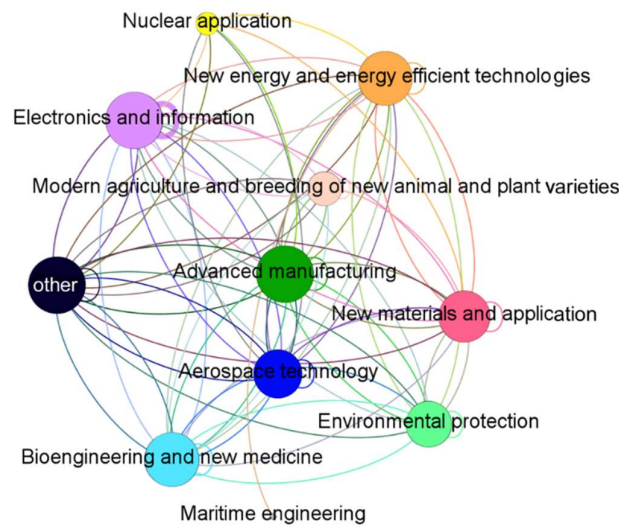 Nuclear application
New energy and energy efficient technologies
Electronics and information
Modern agriculture and breeding of new animal and plant varieties
Advanced manufacturing
other
New materials and application
Aerospace technology
Environmental protection
Bioengineering and new medicine
Maritime engineering